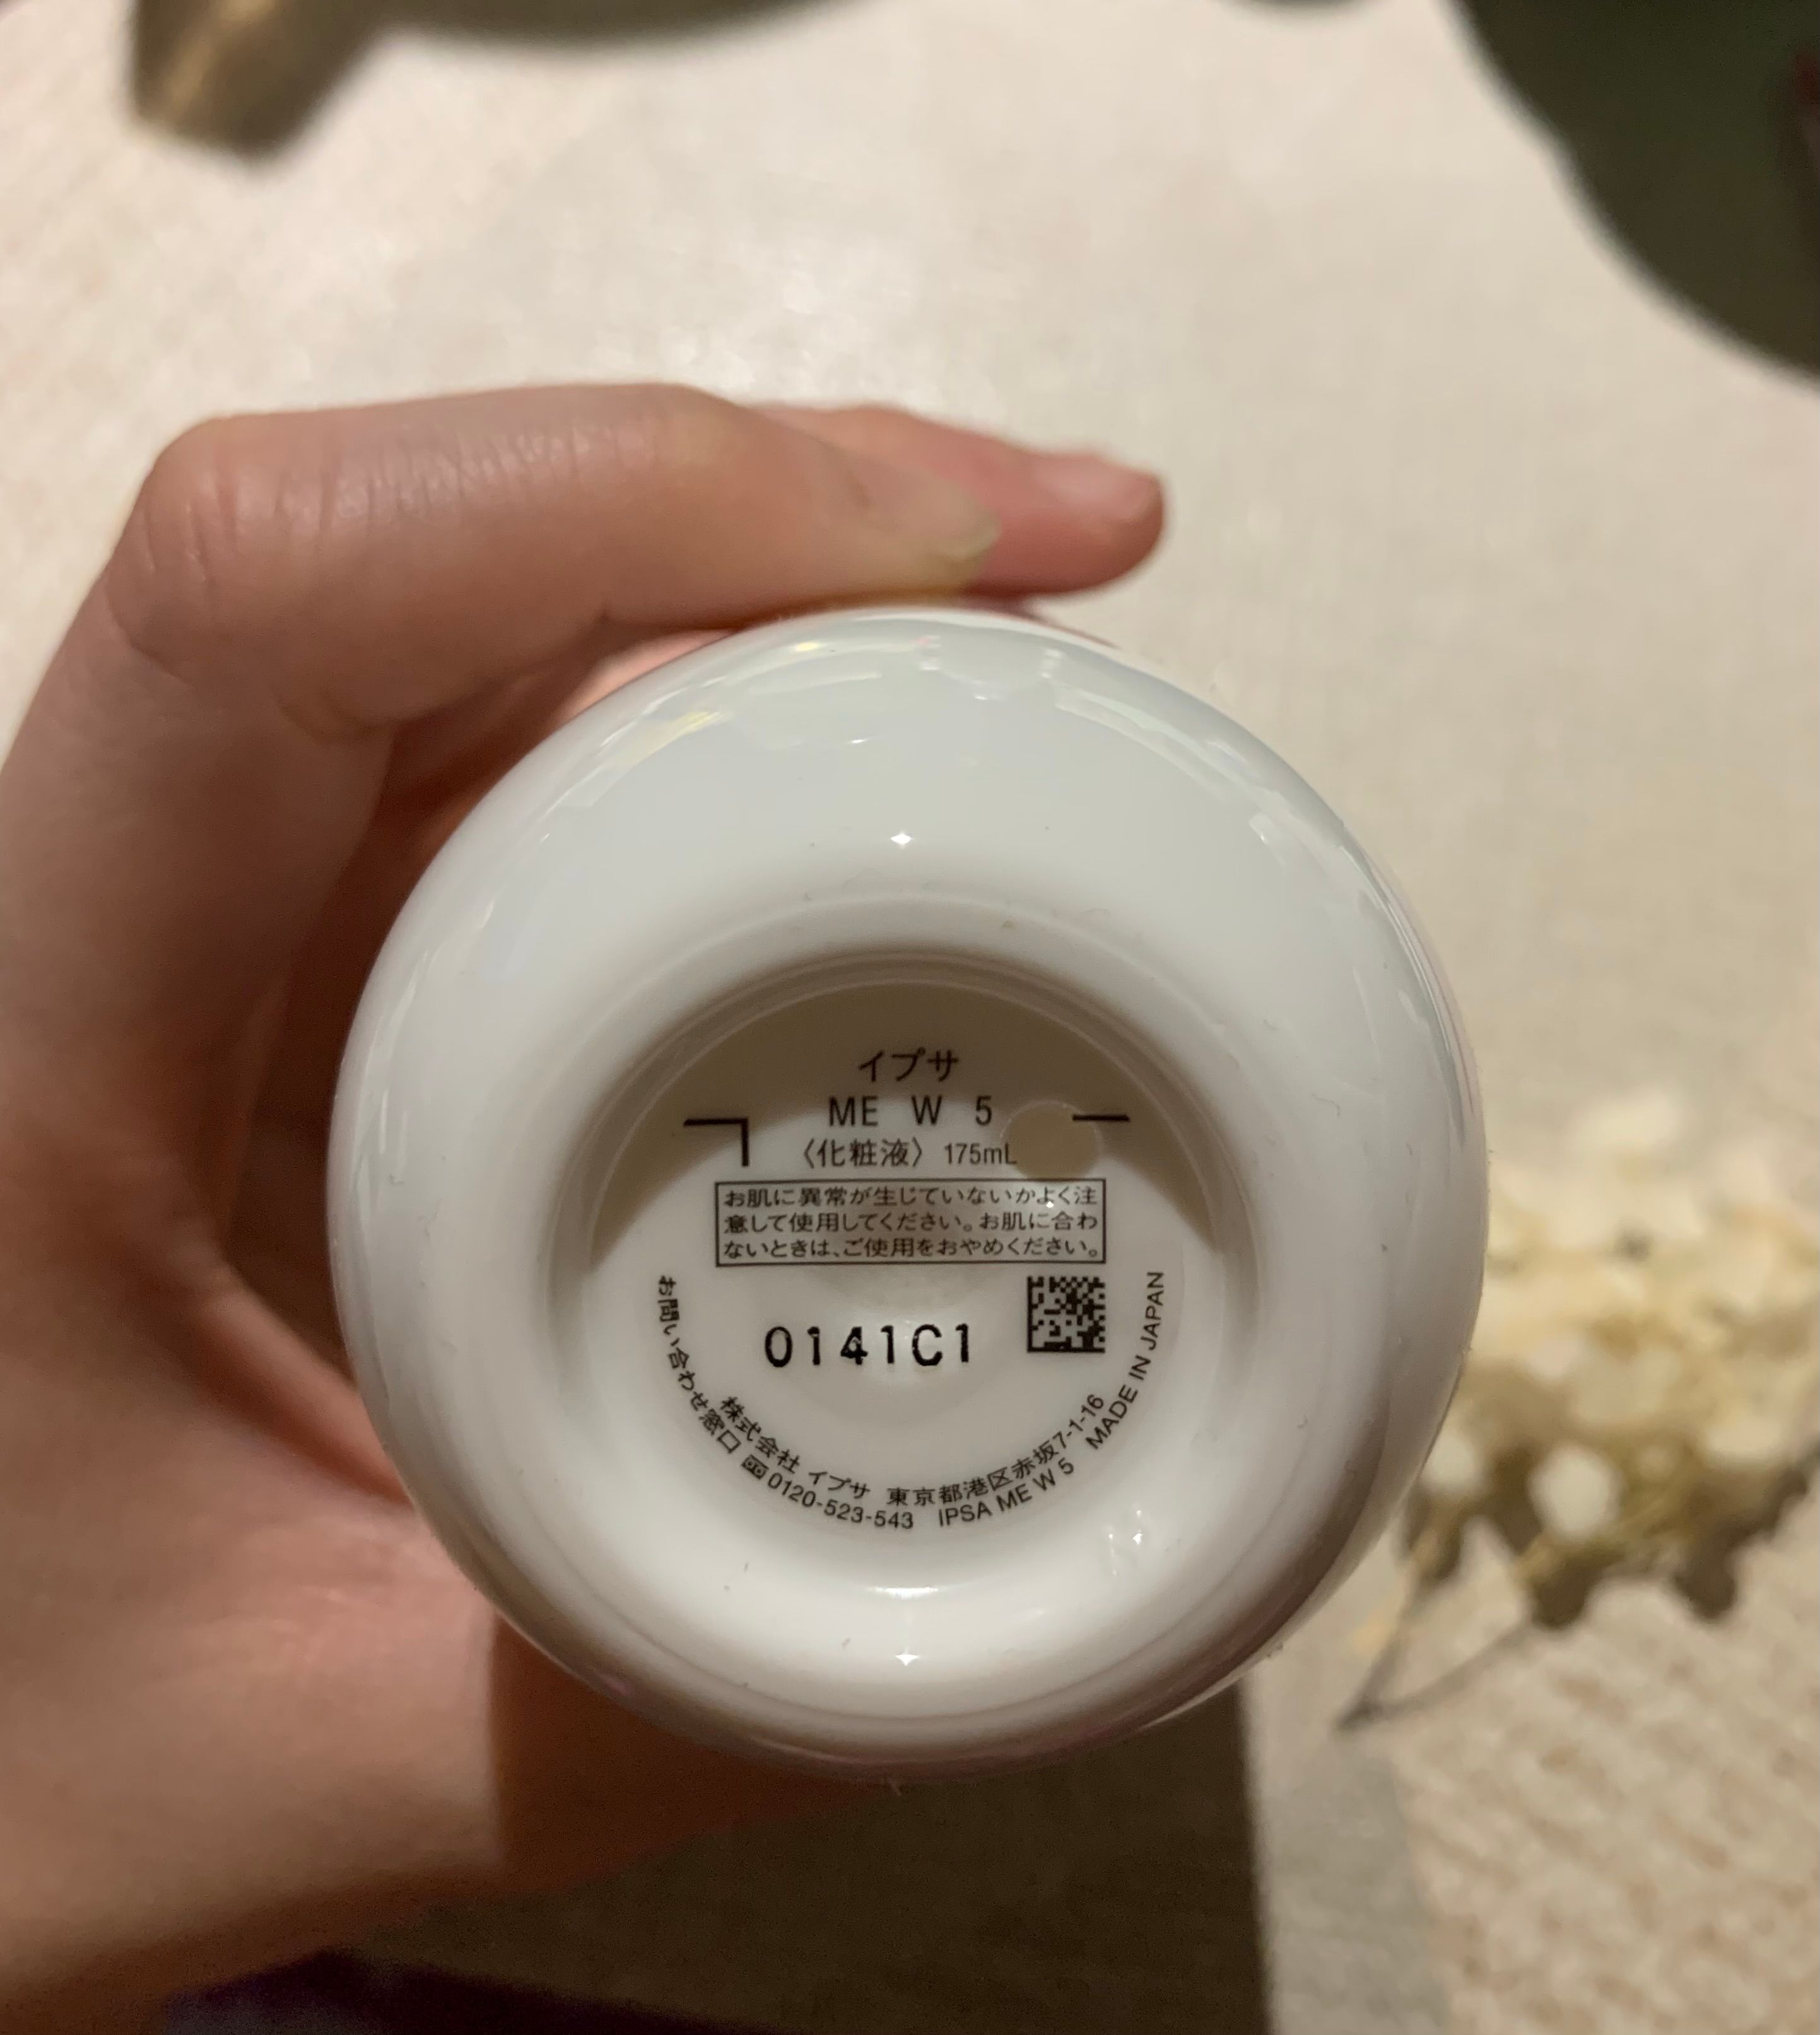 イプサ
ME W 5
〈化粧液〉 175mL
お肌に異常が生じていないかよく注
意して使用してください。お肌に合わ
ないときは、ご使用をおやめください。
0141C1
株式会社 イプサ 東京都港区赤坂7-1-16
お問い合わせ窓口 0120-523-543 IPSA ME W 5 MADE IN JAPAN